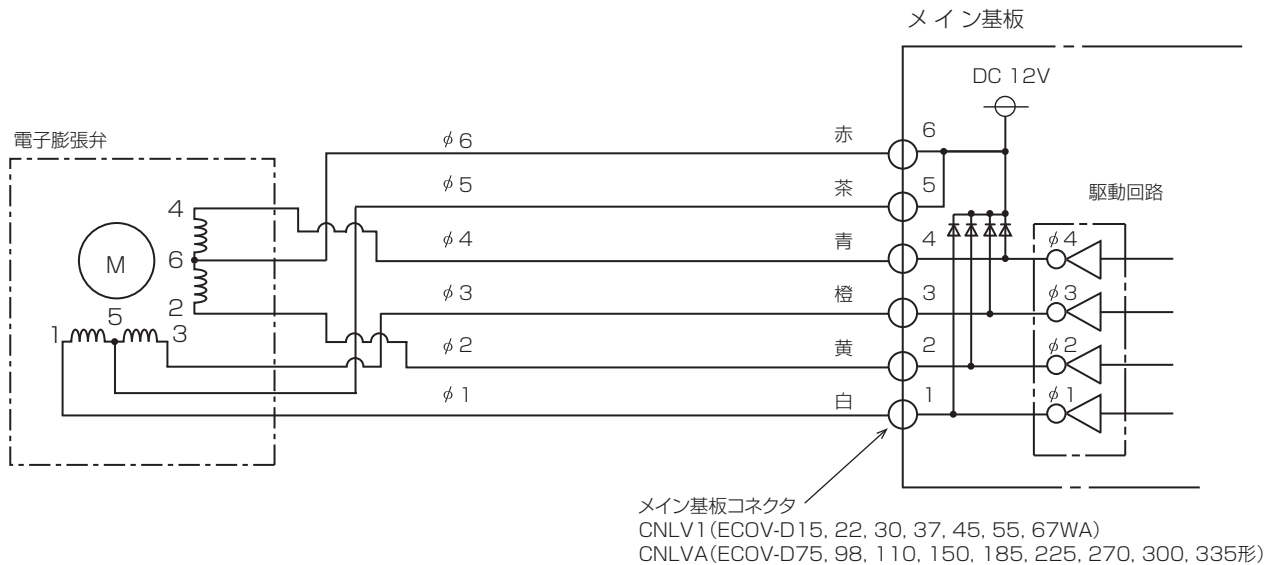 メイン基板
DC 12V
電子膨張弁
φ6
赤
6
φ5
茶
5
駆動回路
4
φ4
青
4
φ4
M
6
φ3
橙
3
φ3
2
5
1
3
φ2
黄
2
φ2
φ1
白
1
φ1
メイン基板コネクタ
CNLV1(ECOV-D15, 22, 30, 37, 45, 55, 67WA)
CNLVA(ECOV-D75, 98, 110, 150, 185, 225, 270, 300, 335形)